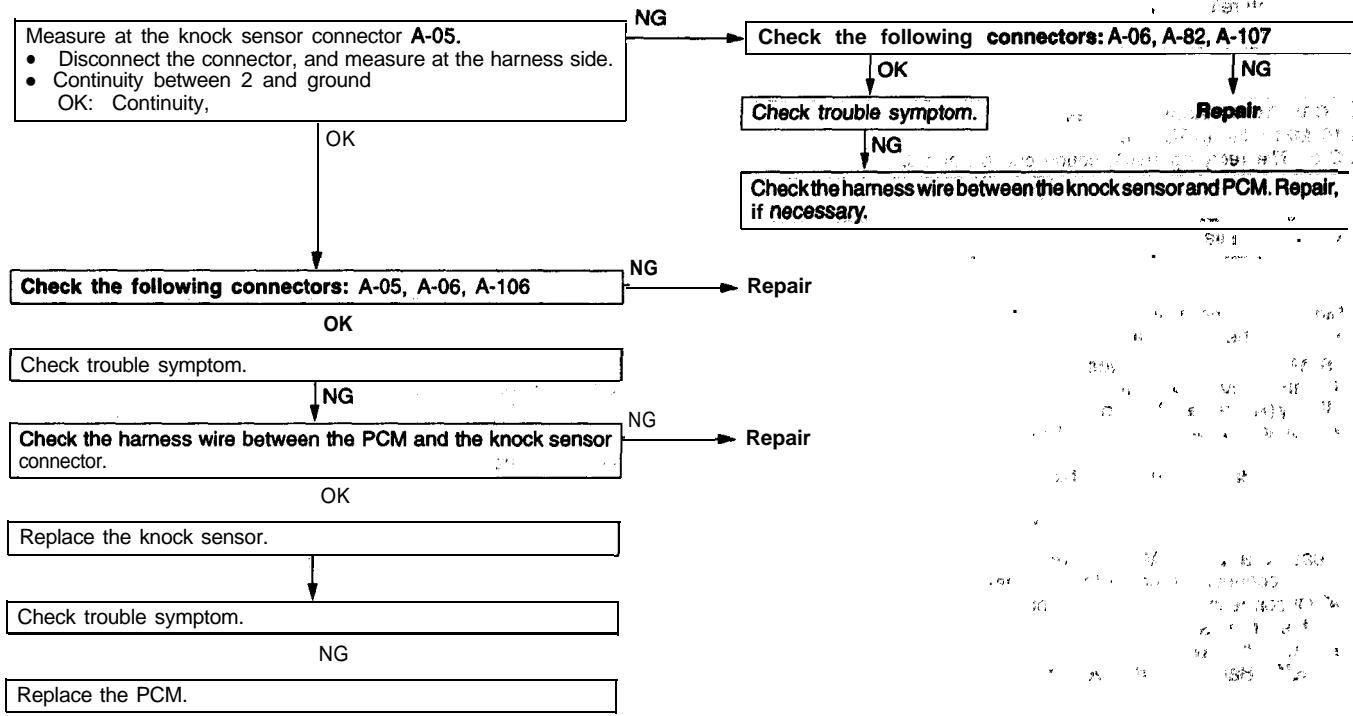 Measure at the knock sensor connector A-05.
● Disconnect the connector, and measure at the harness side.
● Continuity between 2 and ground
OK: Continuity,
NG
Check the following connectors: A-06, A-82, A-107
OK
NG
Check trouble symptom.
Repair
NG
Check the harness wire between the knock sensor and PCM. Repair,
if necessary.
OK
Check the following connectors: A-05, A-06, A-106
NG
Repair
OK
Check trouble symptom.
NG
Check the harness wire between the PCM and the knock sensor
connector.
NG
Repair
OK
Replace the knock sensor.
Check trouble symptom.
NG
Replace the PCM.